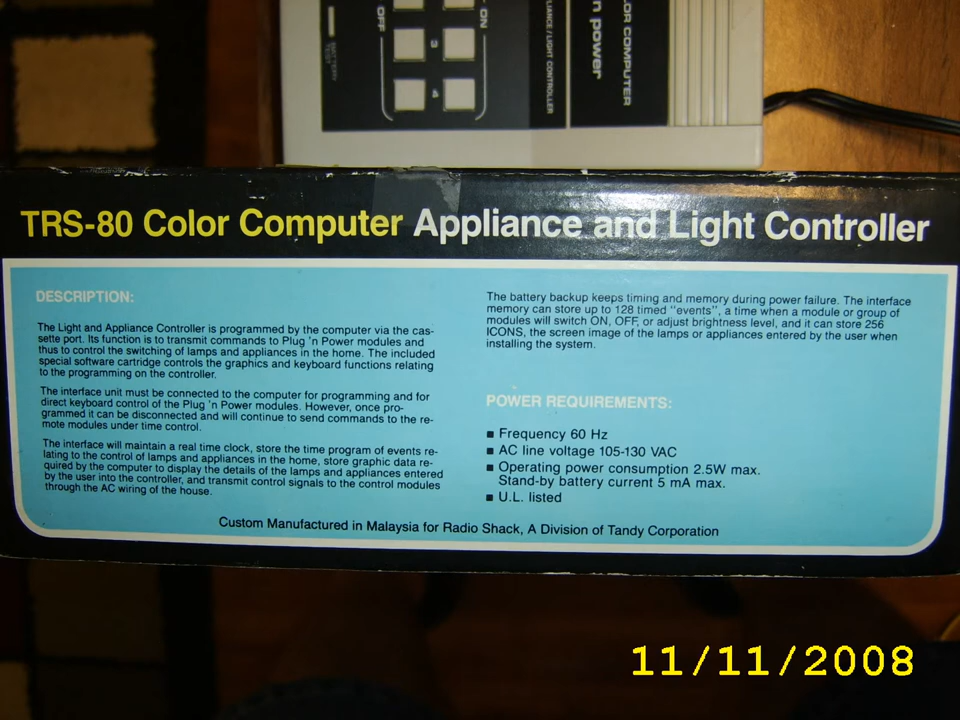 OFF
ON
3
4
BATTERY
TEST
LIANCE / LIGHT CONTROLLER
n power
LOR COMPUTER
TRS-80 Color Computer Appliance and Light Controller
DESCRIPTION:
The Light and Appliance Controller is programmed by the computer via the cas-
sette port. Its function is to transmit commands to Plug 'n Power modules and
thus to control the switching of lamps and appliances in the home. The included
special software cartridge controls the graphics and keyboard functions relating
to the programming on the controller.
The interface unit must be connected to the computer for programming and for
direct keyboard control of the Plug 'n Power modules. However, once pro-
grammed it can be disconnected and will continue to send commands to the re-
mote modules under time control.
The interface will maintain a real time clock, store the time program of events re-
lating to the control of lamps and appliances in the home, store graphic data re-
quired by the computer to display the details of the lamps and appliances entered
by the user into the controller, and transmit control signals to the control modules
through the AC wiring of the house.
The battery backup keeps timing and memory during power failure. The interface
memory can store up to 128 timed "events", a time when a module or group of
modules will switch ON, OFF, or adjust brightness level, and it can store 256
ICONS, the screen image of the lamps or appliances entered by the user when
installing the system.
POWER REQUIREMENTS:
■ Frequency 60 Hz
■ AC line voltage 105-130 VAC
■ Operating power consumption 2.5W max.
Stand-by battery current 5 mA max.
■ U.L. listed
Custom Manufactured in Malaysia for Radio Shack, A Division of Tandy Corporation
11/11/2008